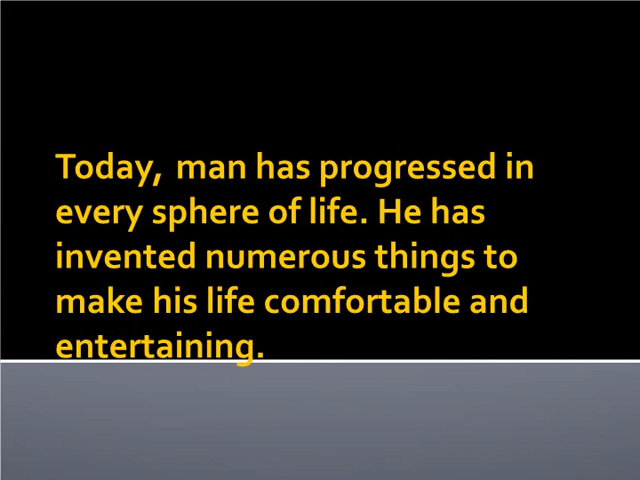 Today, man has progressed in
every sphere of life. He has
invented numerous things to
make his life comfortable and
entertaining.